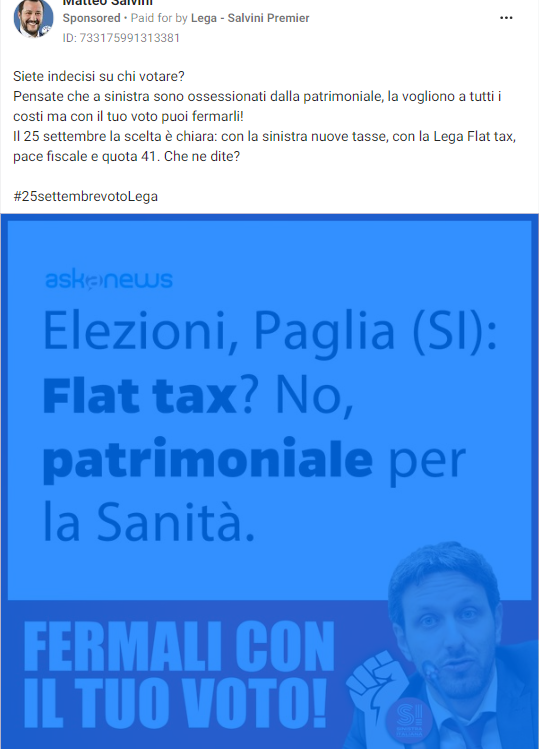 Matteo Salvini
Sponsored • Paid for by Lega - Salvini Premier
ID: 733175991313381
Siete indecisi su chi votare?
Pensate che a sinistra sono ossessionati dalla patrimoniale, la vogliono a tutti i
costi ma con il tuo voto puoi fermarli!
Il 25 settembre la scelta è chiara: con la sinistra nuove tasse, con la Lega Flat tax,
pace fiscale e quota 41. Che ne dite?
#25settembrevotoLega
askanews
Elezioni, Paglia (SI):
Flat tax? No,
patrimoniale per
la Sanità.
FERMALI CON
IL TUO VOTO!
SI